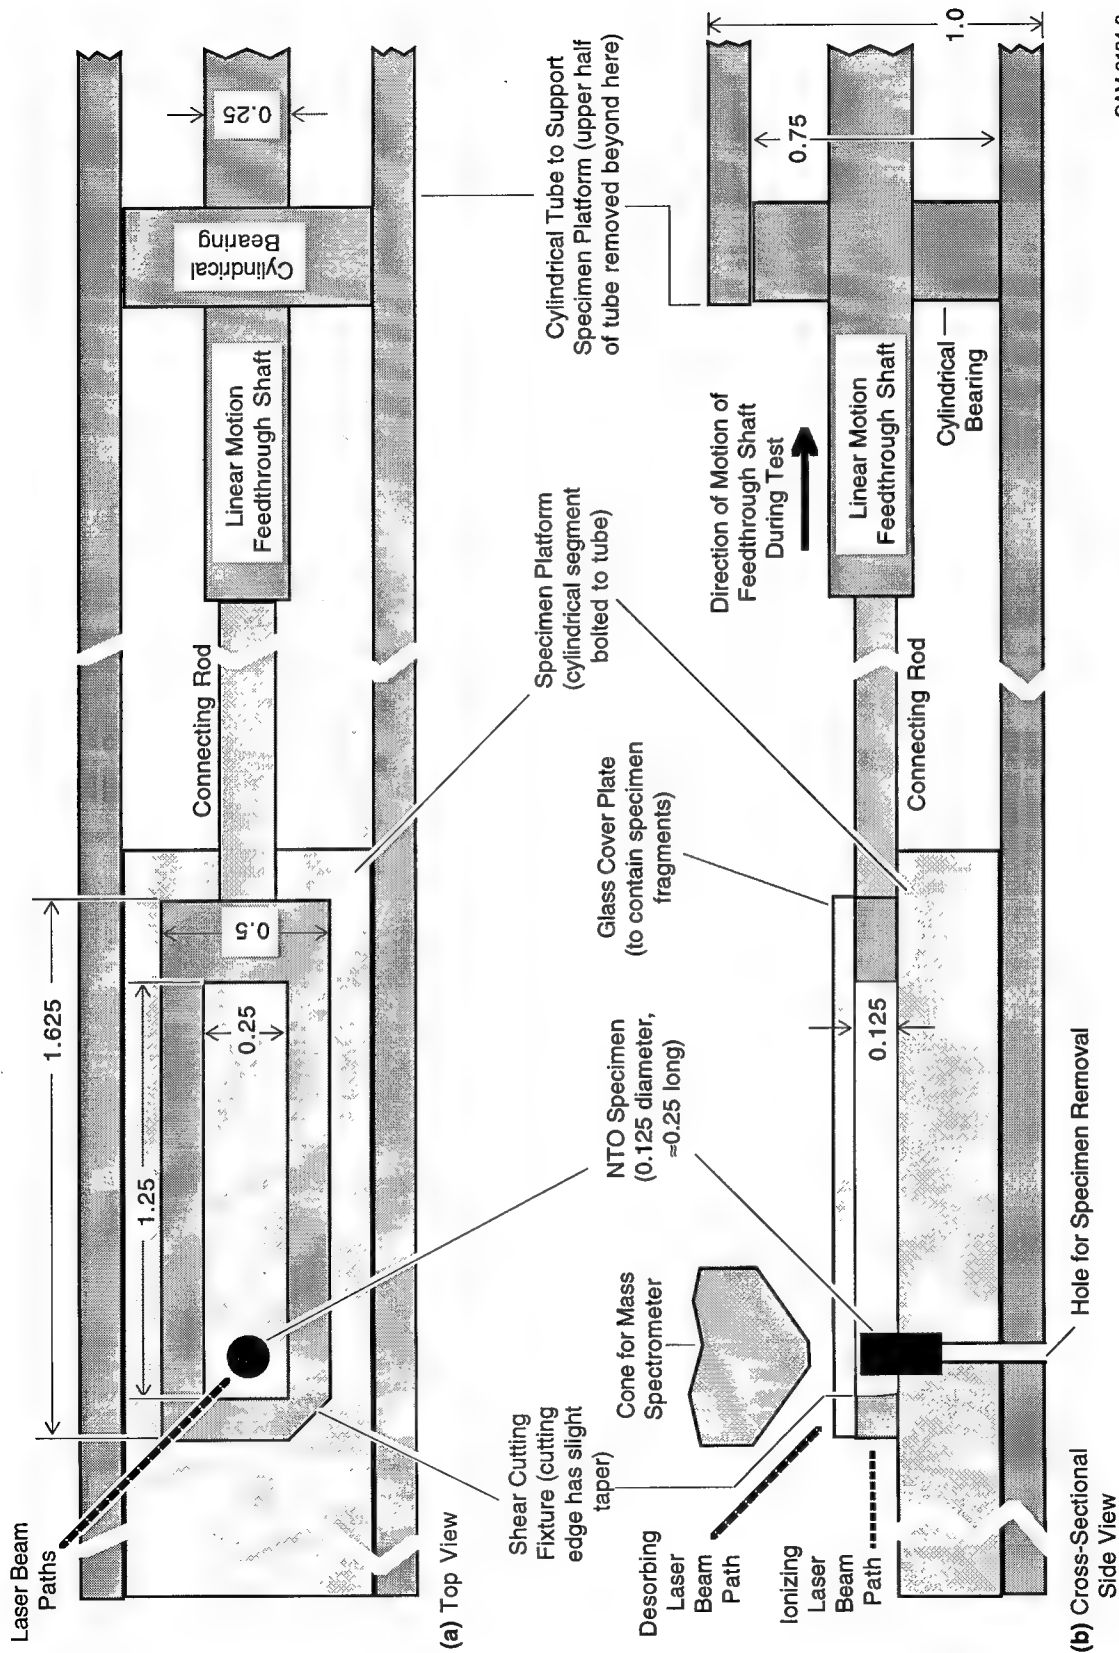 Laser Beam
Paths
1.625
1.25
0.25
0.5
Connecting Rod
Linear Motion
Feedthrough Shaft
Cylindrical
Bearing
0.25
Shear Cutting
Fixture (cutting
edge has slight
taper)
Specimen Platform
(cylindrical segment
bolted to tube)
Cylindrical Tube to Support
Specimen Platform (upper half
of tube removed beyond here)
(a) Top View
NTO Specimen
(0.125 diameter,
≈0.25 long)
Desorbing
Laser
Beam
Path
Ionizing
Laser
Beam
Path
Cone for Mass
Spectrometer
Glass Cover Plate
(to contain specimen
fragments)
0.125
Direction of Motion of
Feedthrough Shaft
During Test
Linear Motion
Feedthrough Shaft
Connecting Rod
Cylindrical
Bearing
0.75
1.0
Hole for Specimen Removal
(b) Cross-Sectional
Side View